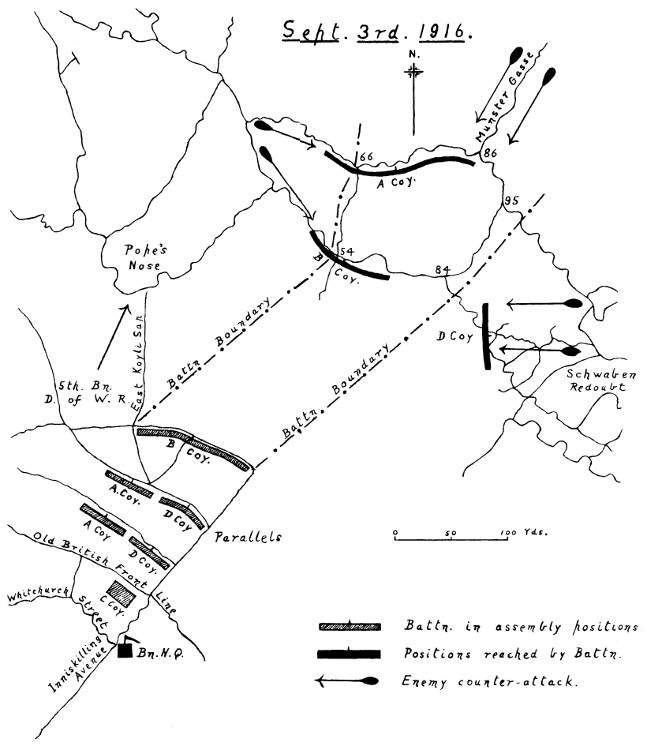 Sept. 3rd. 1916.
N.
Munster Gasse
66
86
A Coy.
95
Pope's
Nose
54
B Coy.
84
Battn Boundary
Battn Boundary
D Coy
Schwaben
Redoubt
East Koyli Sap
5th. Bn.
D. of W. R.
B Coy.
A. Coy.
D Coy
A Coy
D Coy.
Parallels
Old British Front Line
0 50 100 Yds.
C Coy.
Whitchurch Street
Inniskilling
Avenue
Bn. H.Q.
Battn. in assembly positions
Positions reached by Battn.
Enemy counter-attack.